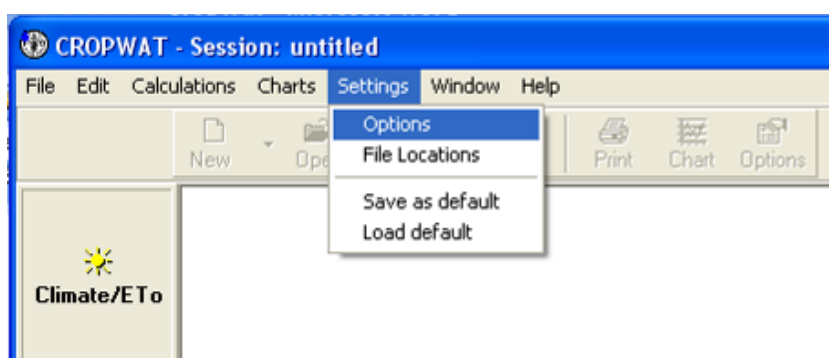 CROPWAT - Session: untitled
File Edit Calculations Charts Settings Window Help
Options
File Locations
Save as default
Load default
New Ope Print Chart Options
Climate/ETo